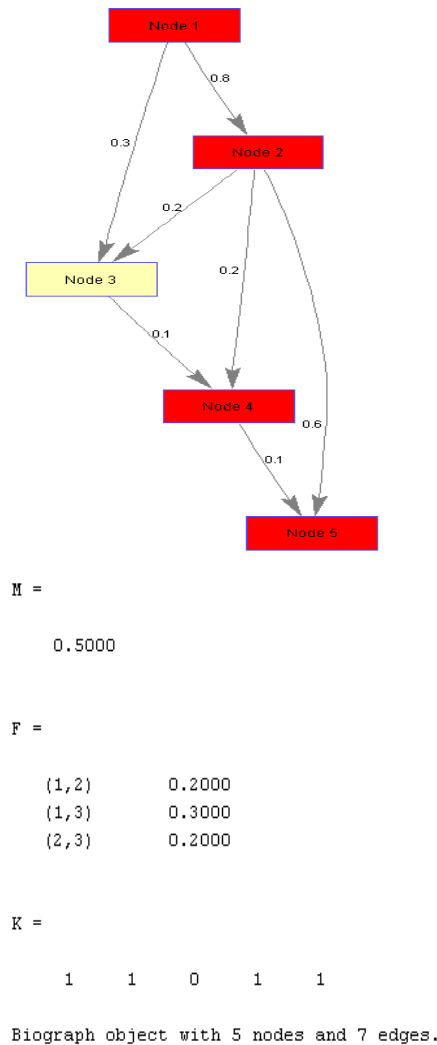 Node 1
0.8
0.3
Node 2
0.2
0.2
Node 3
0.1
Node 4
0.6
0.1
Node 5
M =
0.5000
F =
(1,2) 0.2000
(1,3) 0.3000
(2,3) 0.2000
K =
1 1 0 1 1
Biograph object with 5 nodes and 7 edges.